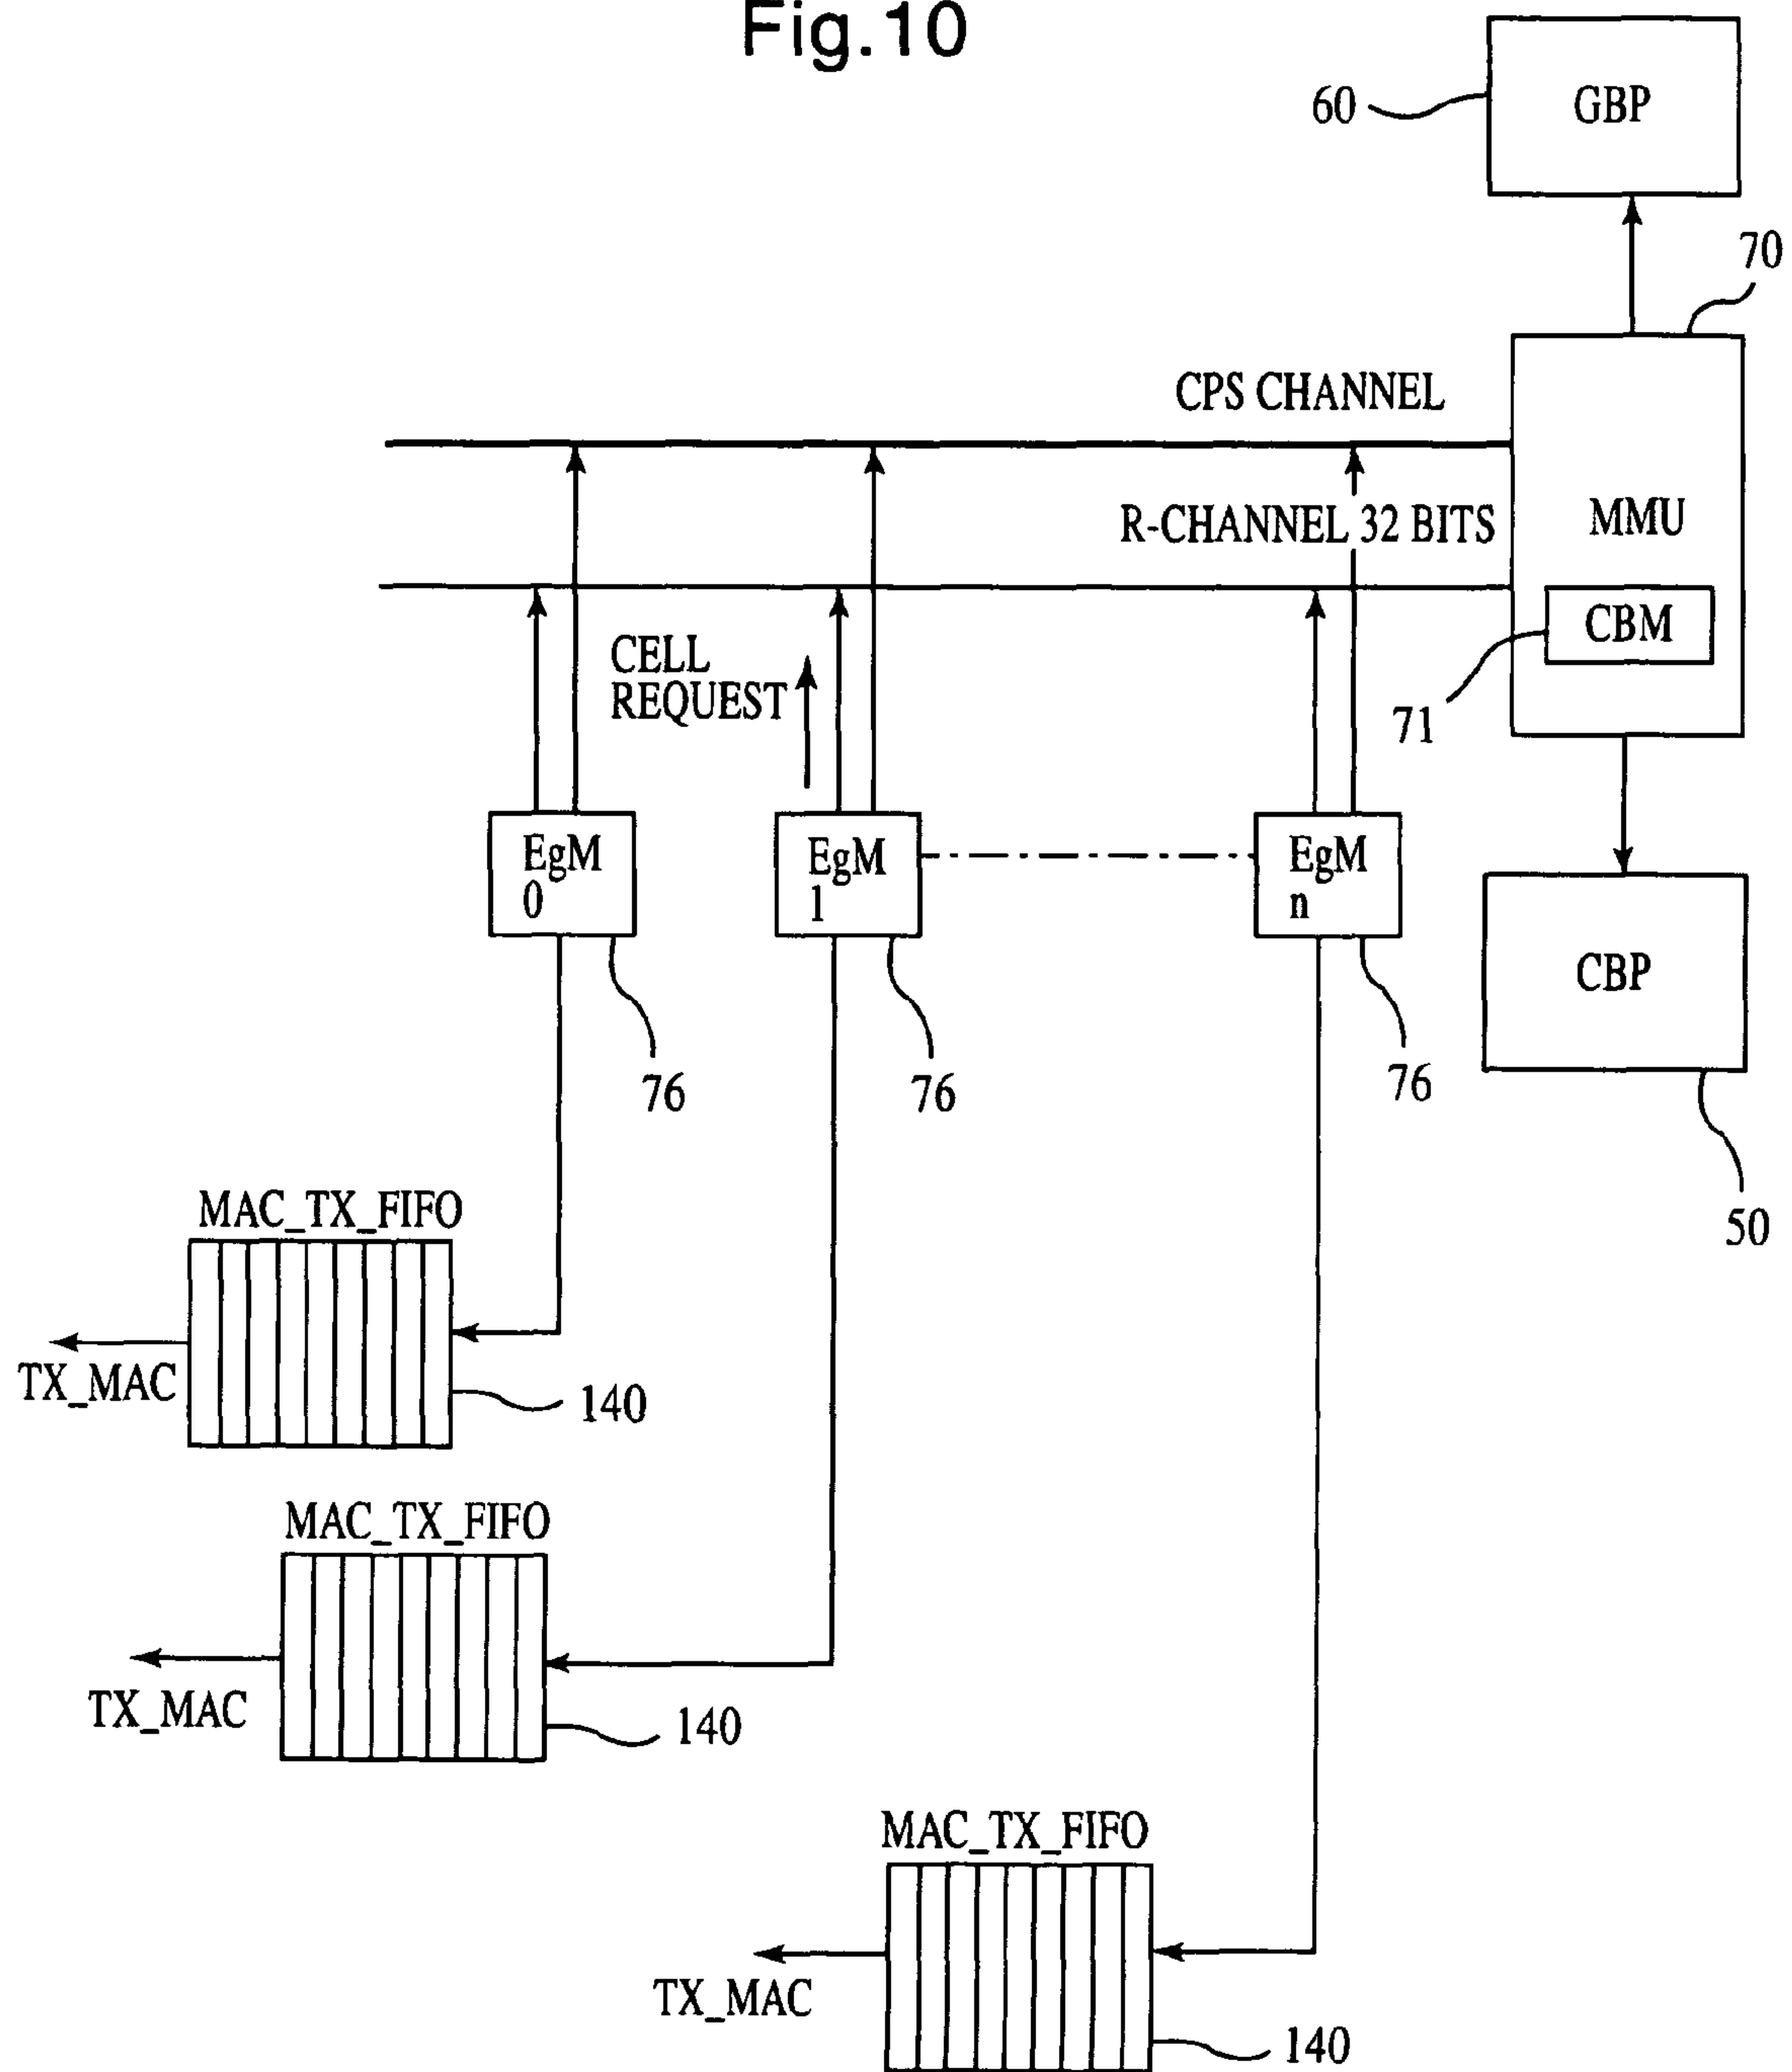 Fig.10
60
GBP
70
CPS CHANNEL
R-CHANNEL 32 BITS
MMU
CBM
CELL
REQUEST
71
EgM
0
EgM
1
EgM
n
CBP
76
76
76
50
MAC_TX_FIFO
TX_MAC
140
MAC_TX_FIFO
TX_MAC
140
MAC_TX_FIFO
TX_MAC
140